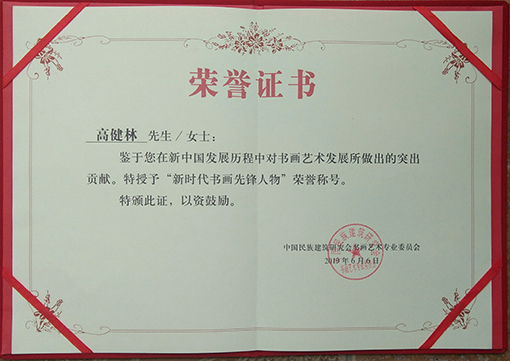 荣誉证书
高健林 先生／女士：
鉴于您在新中国发展历程中对书画艺术发展所做出的突出
贡献。特授予“新时代书画先锋人物”荣誉称号。
特颁此证，以资鼓励。
中国民族建筑研究会书画艺术专业委员会
2019年6月6日